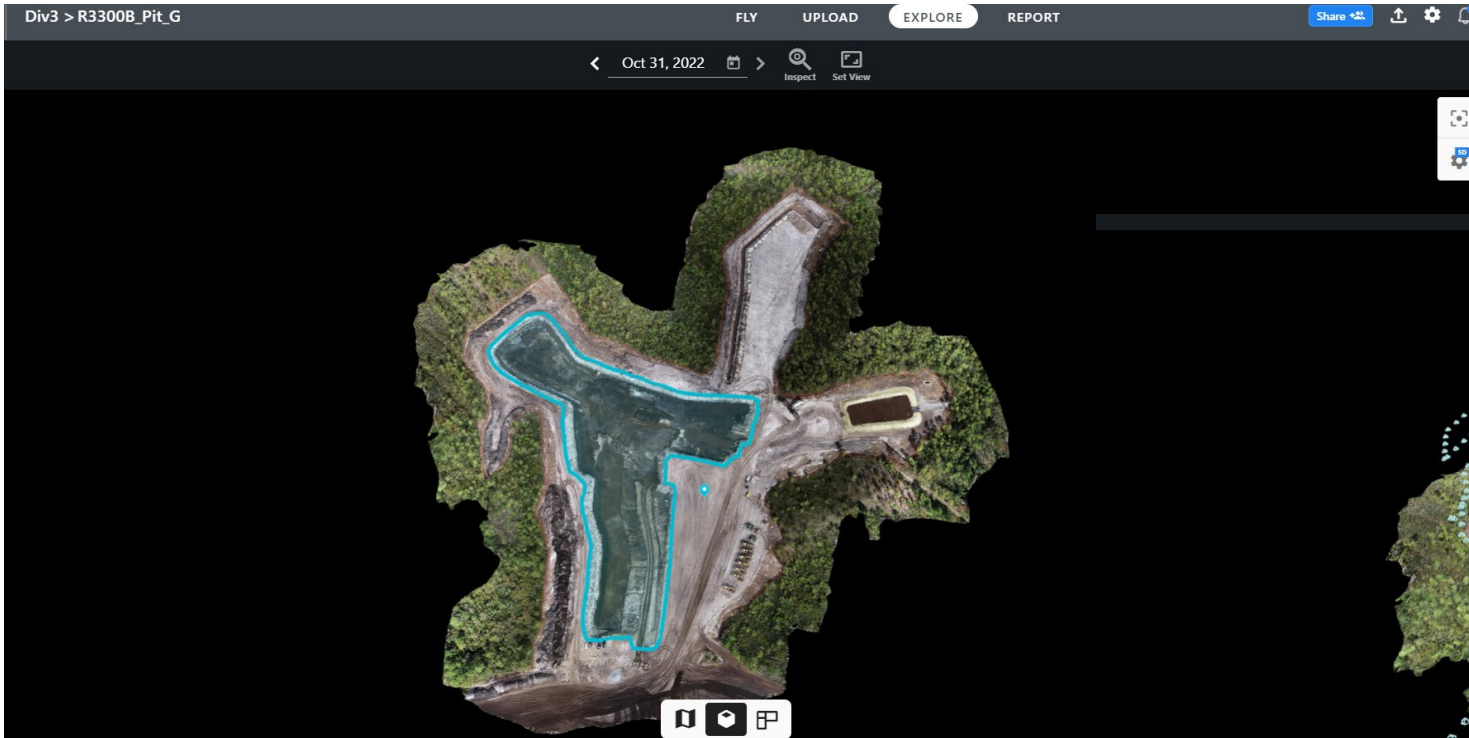 Div3 > R3300B_Pit_G
FLY UPLOAD EXPLORE REPORT
Share
Oct 31, 2022
Inspect Set View
SD